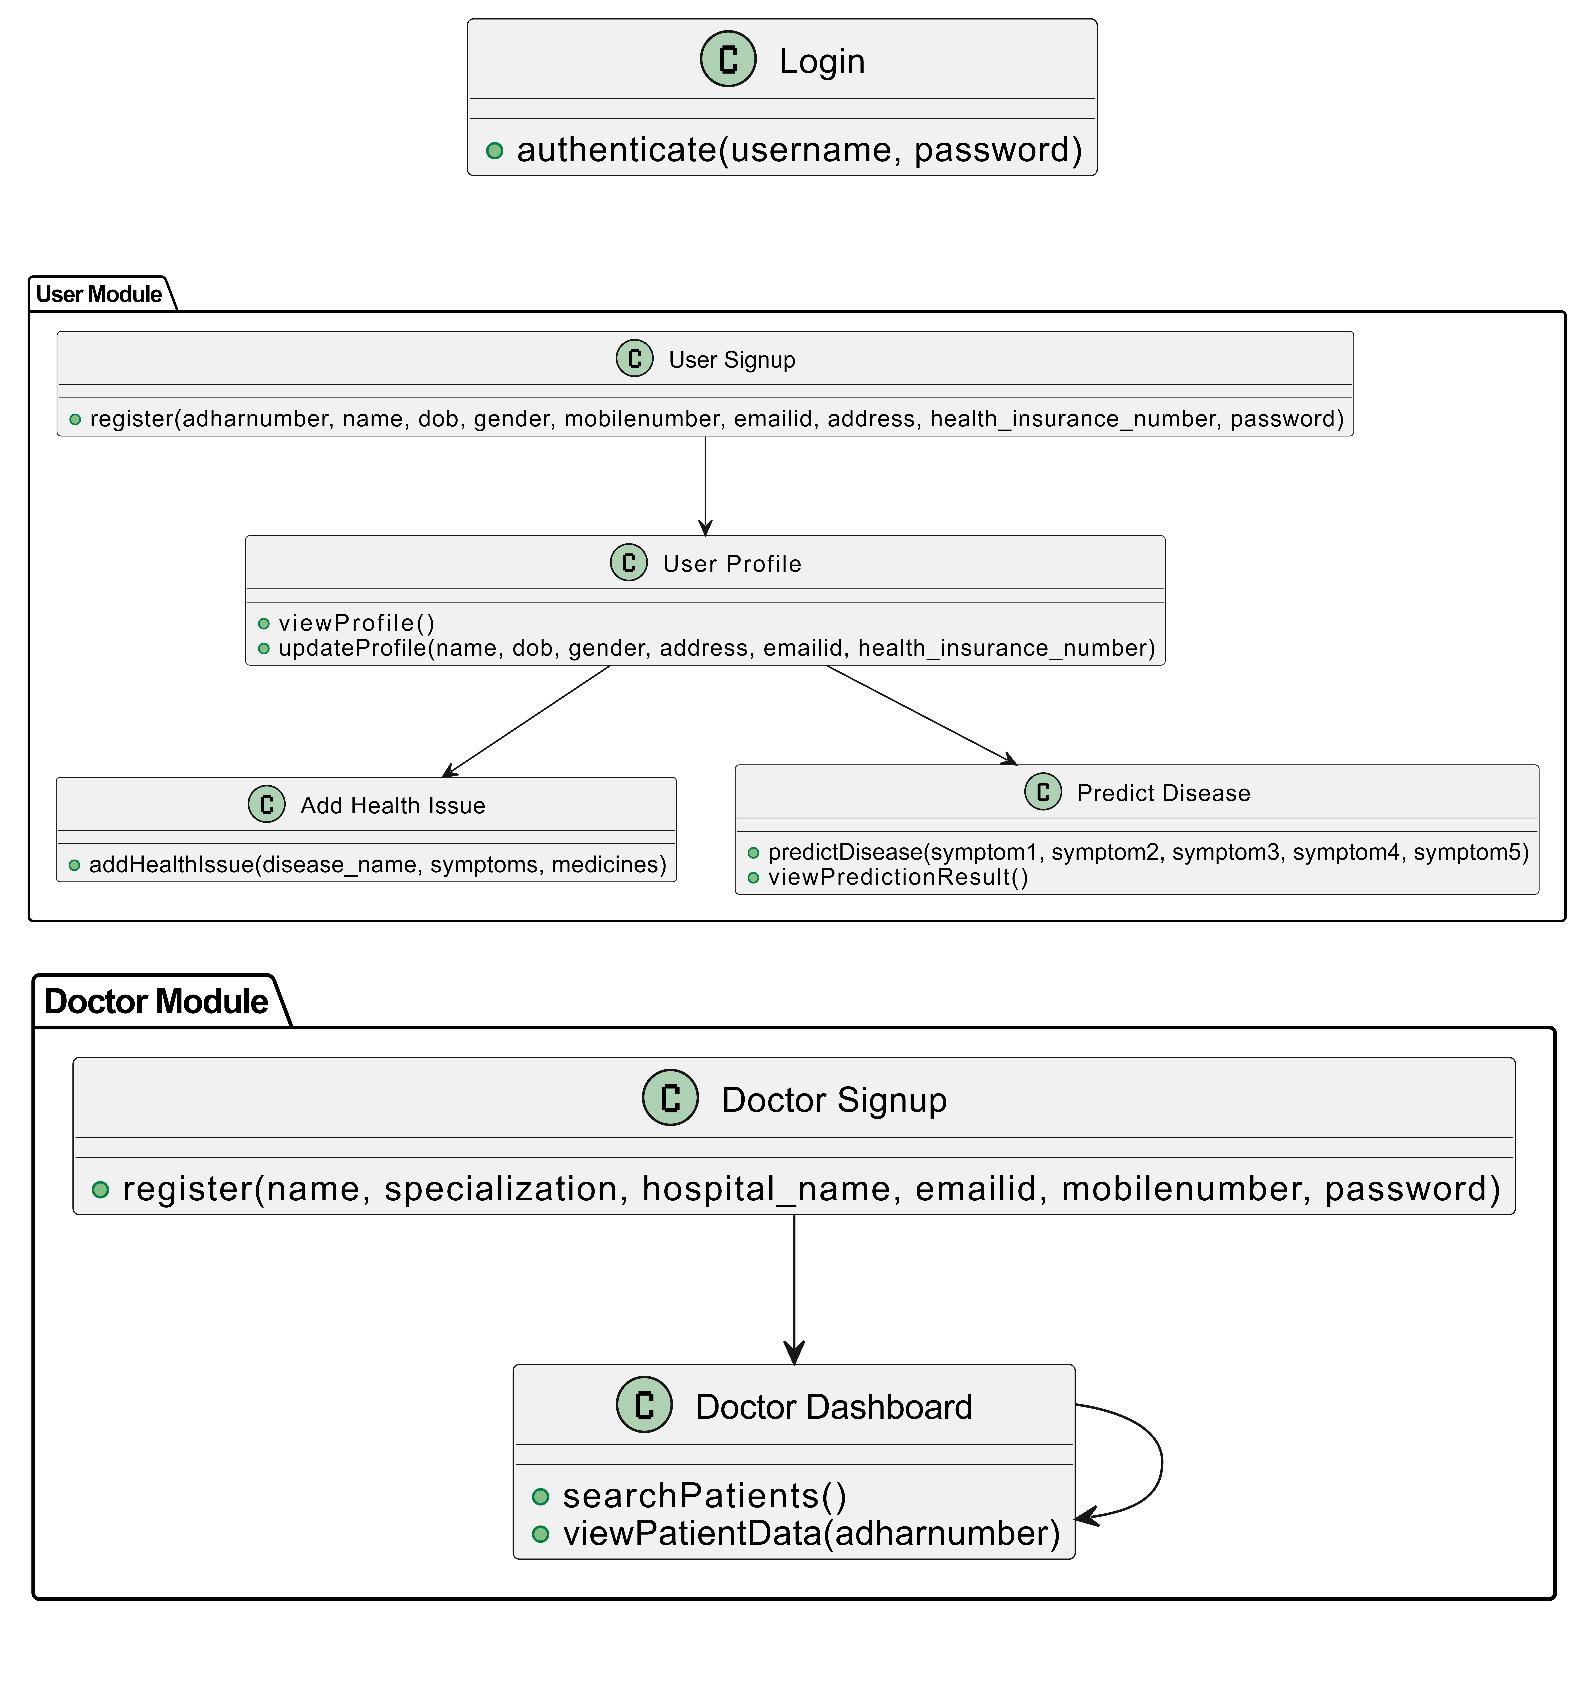 C Login
authenticate(username, password)
User Module
C User Signup
register(adharnumber, name, dob, gender, mobilenumber, emailid, address, health_insurance_number, password)
C User Profile
viewProfile()
updateProfile(name, dob, gender, address, emailid, health_insurance_number)
C Add Health Issue
addHealthIssue(disease_name, symptoms, medicines)
C Predict Disease
predictDisease(symptom1, symptom2, symptom3, symptom4, symptom5)
viewPredictionResult()
Doctor Module
C Doctor Signup
register(name, specialization, hospital_name, emailid, mobilenumber, password)
C Doctor Dashboard
searchPatients()
viewPatientData(adharnumber)